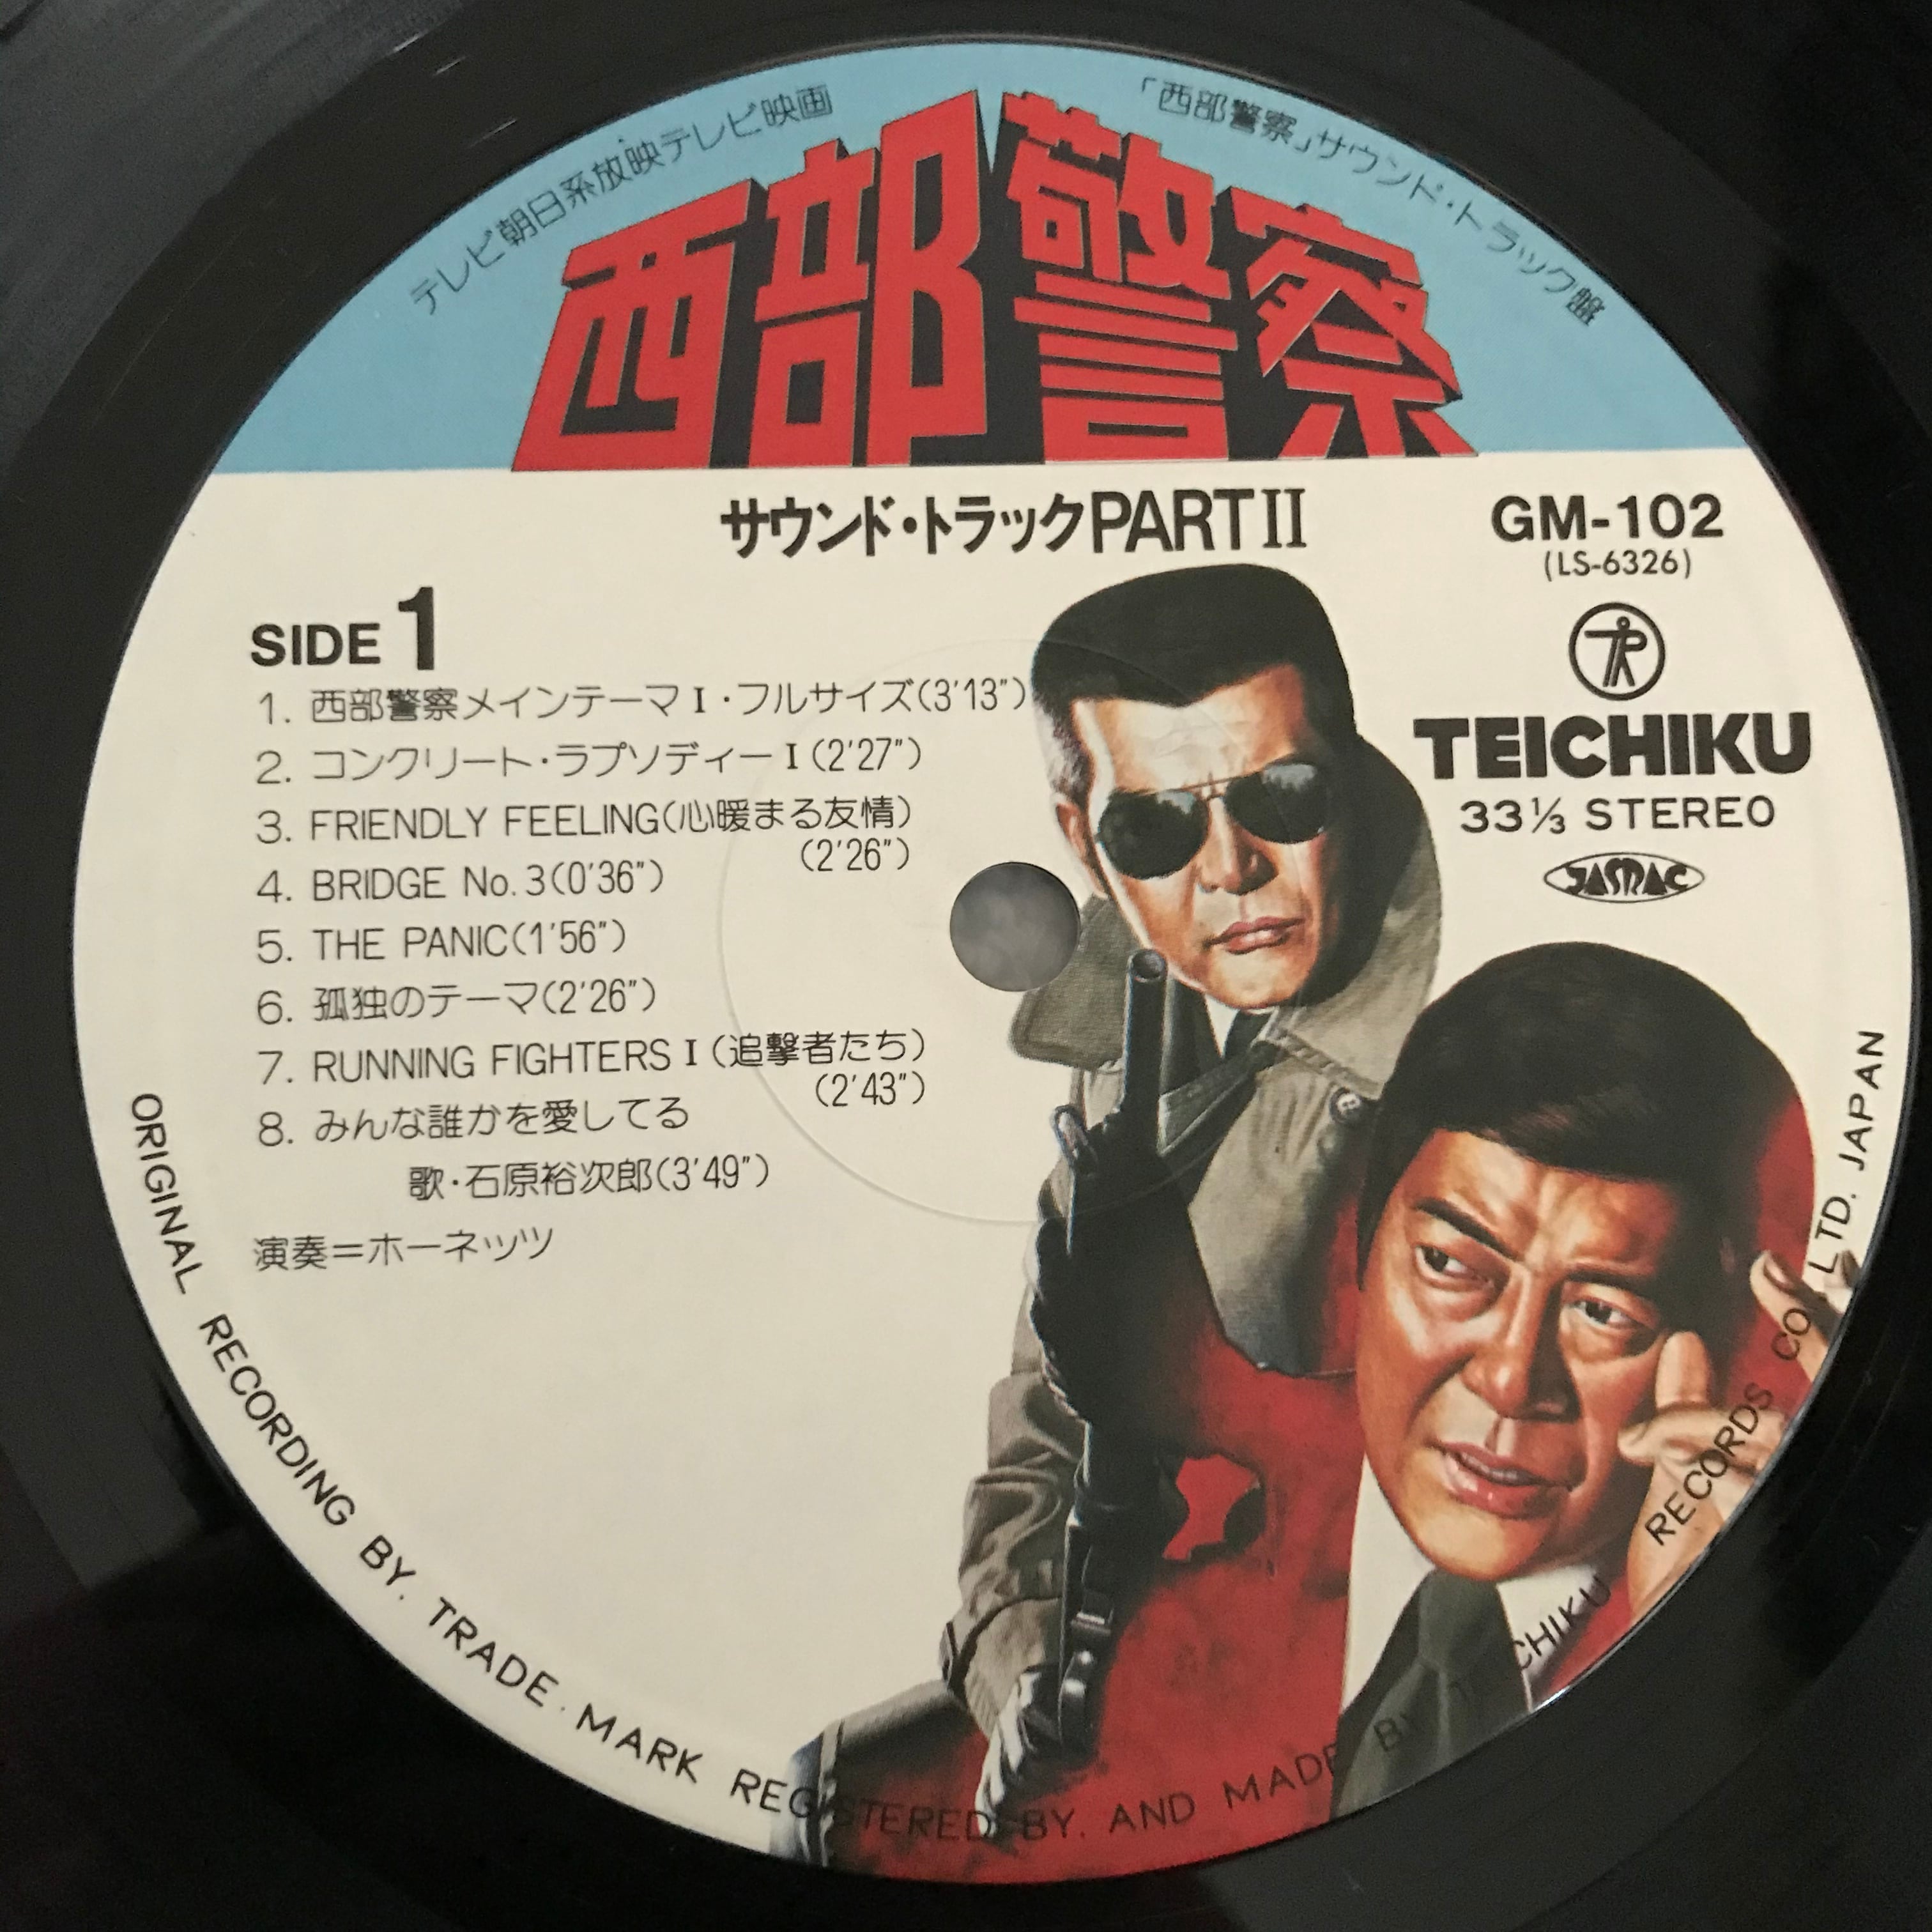 テレビ朝日系放映テレビ映画
「西部警察」サウンド・トラック盤
西部警察
サウンド・トラックPARTⅡ
GM-102
(LS-6326)
TEICHIKU
33⅓ STEREO
JASRAC
SIDE 1
1. 西部警察メインテーマⅠ・フルサイズ(3'13")
2. コンクリート・ラプソディーⅠ(2'27")
3. FRIENDLY FEELING(心暖まる友情)
(2'26")
4. BRIDGE No.3(0'36")
5. THE PANIC(1'56")
6. 孤独のテーマ(2'26")
7. RUNNING FIGHTERSⅠ(追撃者たち)
(2'43")
8. みんな誰かを愛してる
歌・石原裕次郎(3'49")
演奏=ホーネッツ
ORIGINAL RECORDING BY. TRADE MARK REGISTERED BY. AND MADE BY TEICHIKU RECORDS CO. LTD. JAPAN